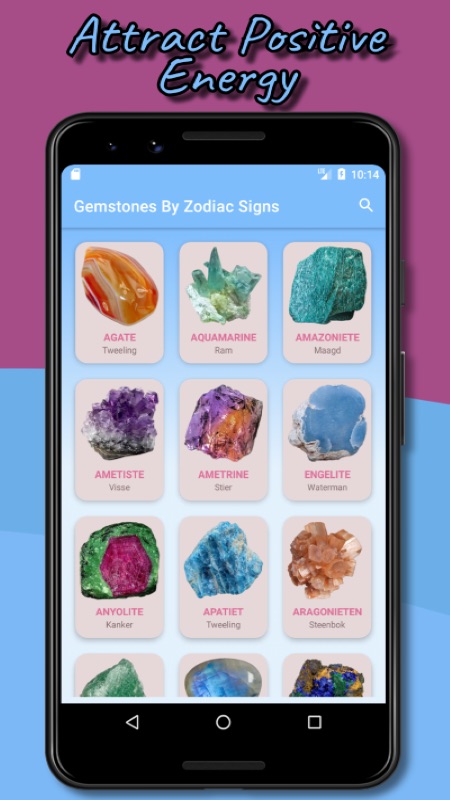 Attract Positive
Energy
10:14
Gemstones By Zodiac Signs
AGATE
Tweeling
AQUAMARINE
Ram
AMAZONIETE
Maagd
AMETISTE
Visse
AMETRINE
Stier
ENGELITE
Waterman
ANYOLITE
Kanker
APATIET
Tweeling
ARAGONIETEN
Steenbok